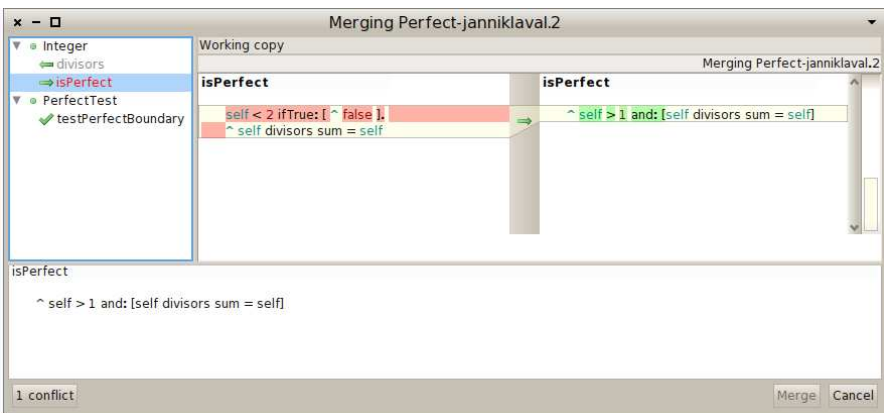 Merging Perfect-janniklaval.2
Integer
divisors
isPerfect
PerfectTest
testPerfectBoundary
Working copy
Merging Perfect-janniklaval.2
isPerfect
self < 2 ifTrue: [ ^ false ].
^ self divisors sum = self
isPerfect
^ self > 1 and: [self divisors sum = self]
isPerfect
^ self > 1 and: [self divisors sum = self]
1 conflict
Merge Cancel